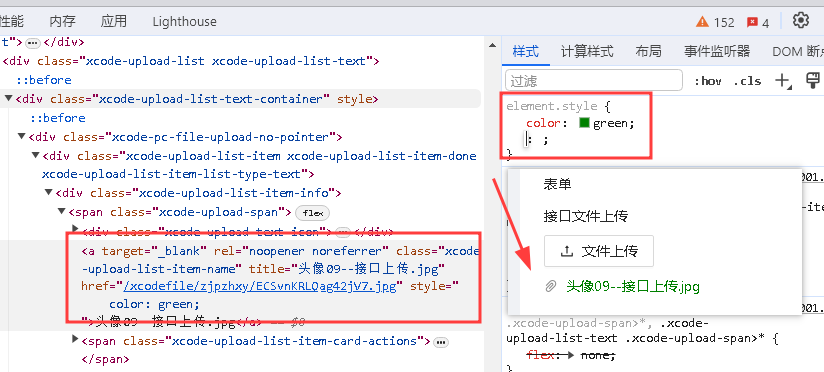 性能 内存 应用 Lighthouse 152 4
t"> </div>
<div class="xcode-upload-list xcode-upload-list-text">
::before
<div class="xcode-upload-list-text-container" style>
::before
<div class="xcode-pc-file-upload-no-pointer">
<div class="xcode-upload-list-item xcode-upload-list-item-done
xcode-upload-list-item-list-type-text">
<div class="xcode-upload-list-item-info">
<span class="xcode-upload-span"> flex
<div class="xcode-upload-text-icon"> </div>
<a target="_blank" rel="noopener noreferrer" class="xcode
-upload-list-item-name" title="头像09--接口上传.jpg"
href="/xcodefile/zjpzhxy/ECSvnKRLQag42jV7.jpg" style="
color: green;
">头像09--接口上传.jpg</a> == $0
<span class="xcode-upload-list-item-card-actions">
</span>
样式 计算样式 布局 事件监听器 DOM 断点
过滤 :hov .cls
element.style {
color: green;
: ;
}
001.
表单
接口文件上传
文件上传
头像09--接口上传.jpg
001.
.xcode-upload-span>*, .xcode-
upload-list-text .xcode-upload-span>* {
flex: none;
}